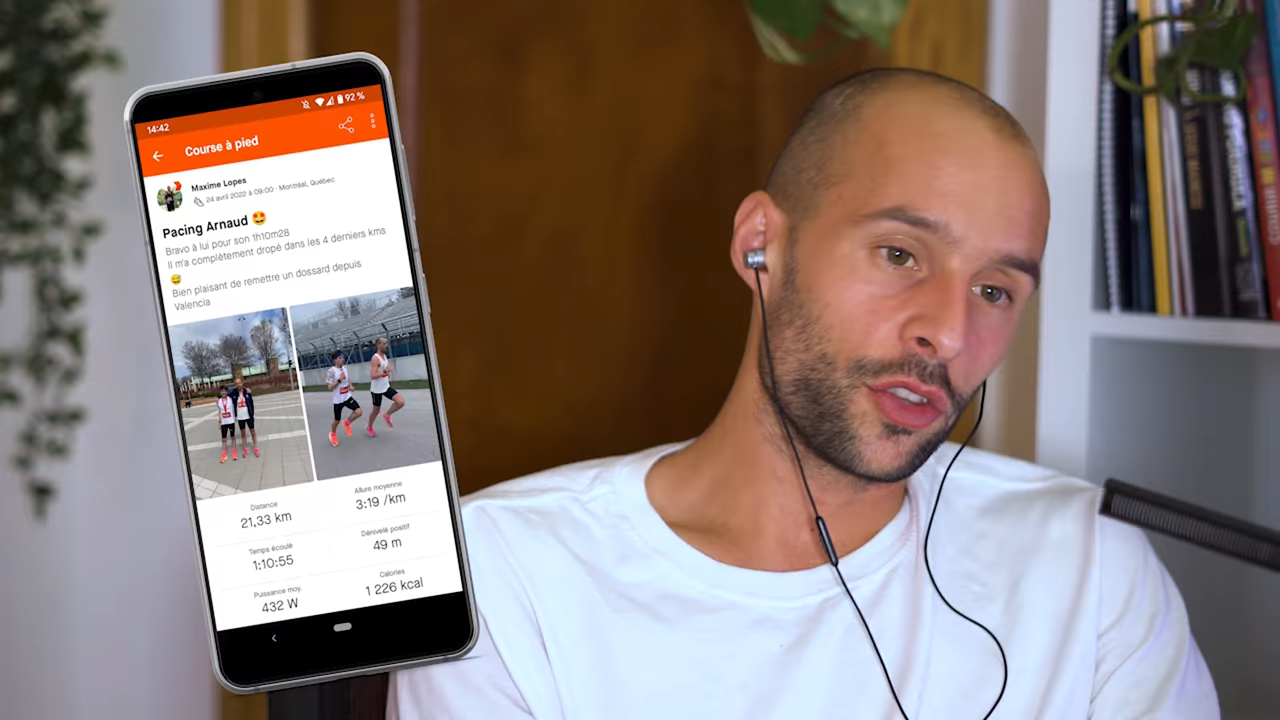 14:42
92 %
Course à pied
Maxime Lopes
24 avril 2022 à 09:00 · Montréal, Québec
Pacing Arnaud 🤩
Bravo à lui pour son 1h10m28
Il m'a complètement dropé dans les 4 derniers kms
😅
Bien plaisant de remettre un dossard depuis
Valencia
Distance
21,33 km
Allure moyenne
3:19 /km
Temps écoulé
1:10:55
Dénivelé positif
49 m
Puissance moy.
432 W
Calories
1 226 kcal